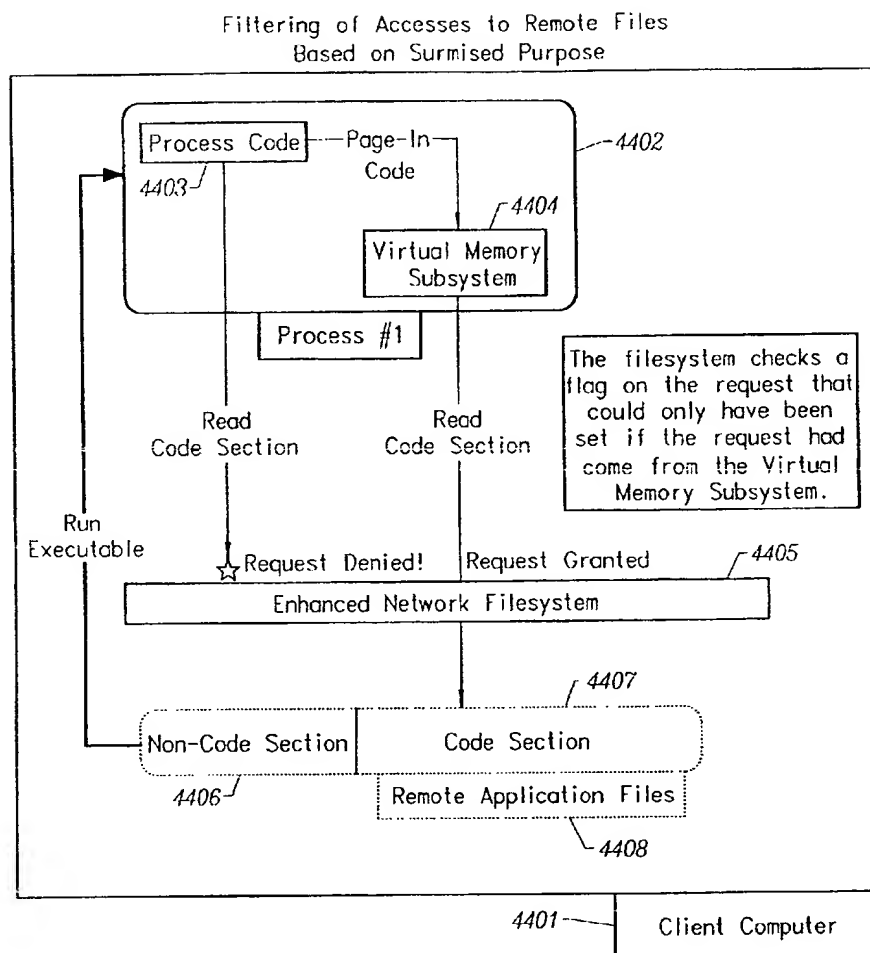 Filtering of Accesses to Remote Files
Based on Surmised Purpose
Process Code
Page-In
Code
4402
4403
4404
Virtual Memory
Subsystem
Process #1
The filesystem checks a
flag on the request that
could only have been
set if the request had
come from the Virtual
Memory Subsystem.
Read
Code Section
Read
Code Section
Run
Executable
Request Denied!
Request Granted
4405
Enhanced Network Filesystem
4407
Non-Code Section
Code Section
4406
Remote Application Files
4408
4401
Client Computer